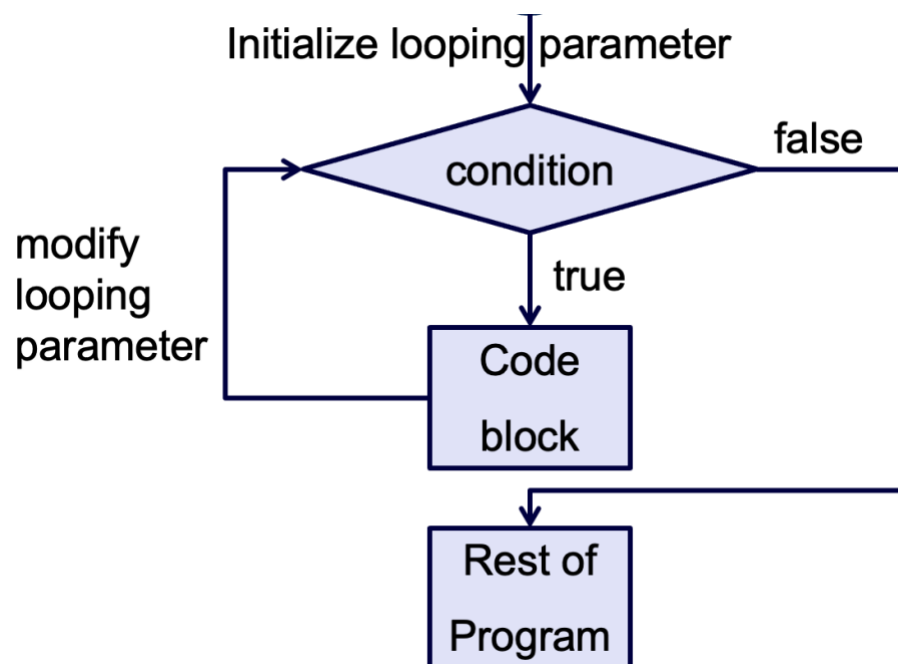 Initialize looping parameter
condition
false
true
modify
looping
parameter
Code
block
Rest of
Program